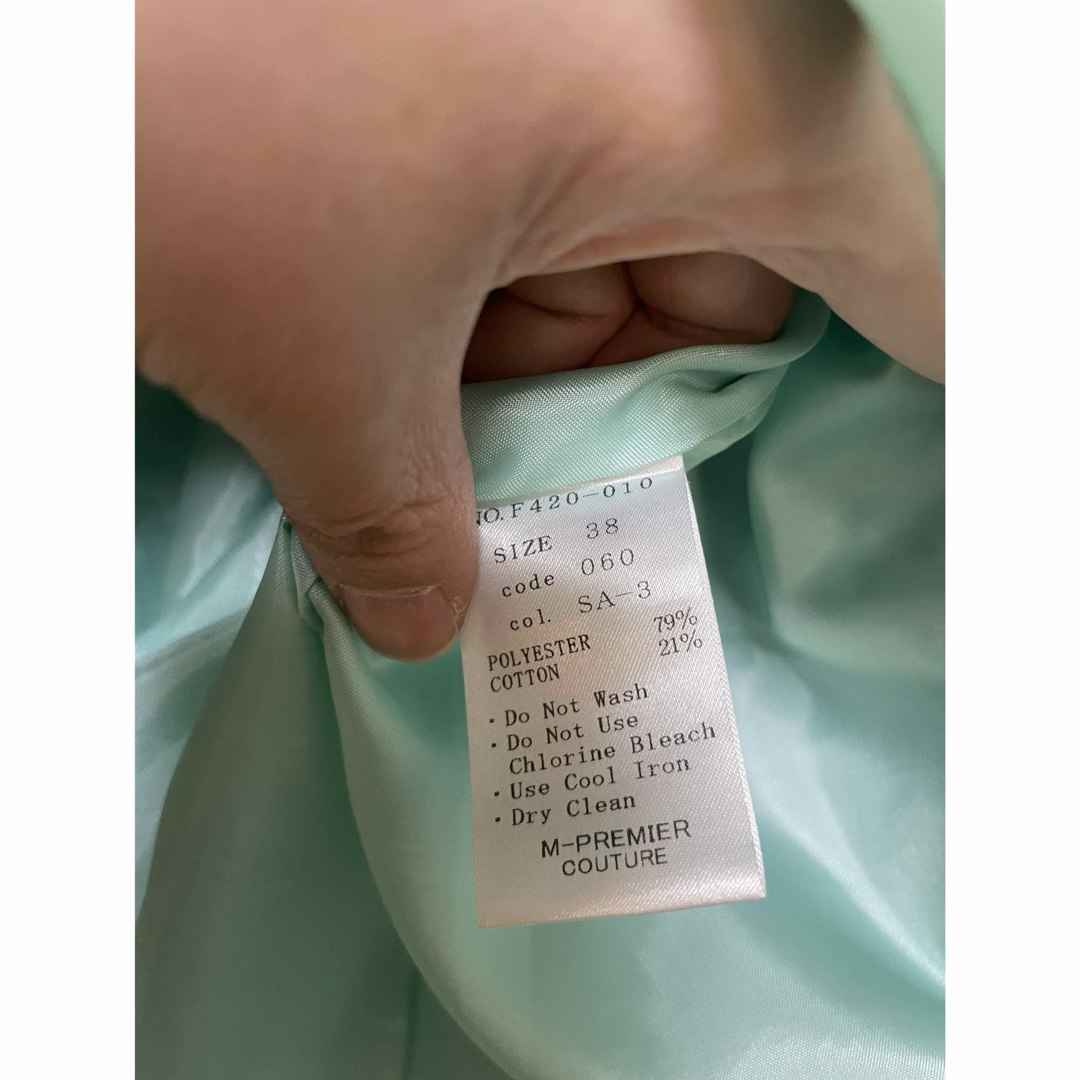 NO. F420-010
SIZE 38
code 060
col. SA-3
POLYESTER 79%
COTTON 21%
・Do Not Wash
・Do Not Use
Chlorine Bleach
・Use Cool Iron
・Dry Clean
M-PREMIER
COUTURE